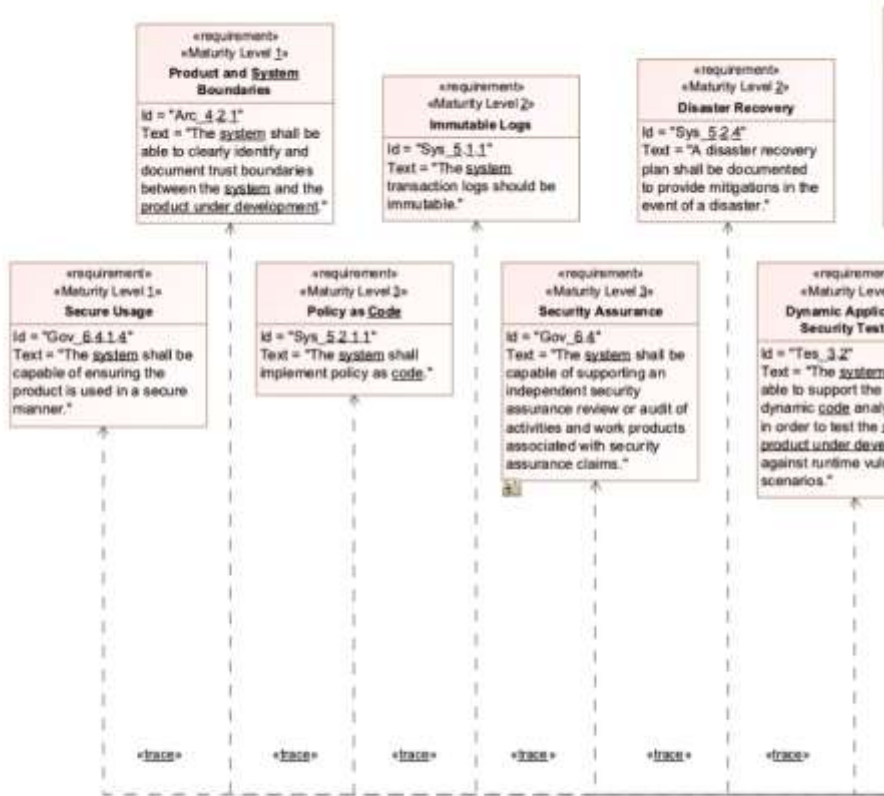 «requirement»
«Maturity Level 1»
Product and System
Boundaries
Id = "Arc_4.2.1"
Text = "The system shall be
able to clearly identify and
document trust boundaries
between the system and the
product under development."
«requirement»
«Maturity Level 2»
Immutable Logs
Id = "Sys_5.1.1"
Text = "The system
transaction logs should be
immutable."
«requirement»
«Maturity Level 2»
Disaster Recovery
Id = "Sys_5.2.4"
Text = "A disaster recovery
plan shall be documented
to provide mitigations in the
event of a disaster."
«requirement»
«Maturity Level 1»
Secure Usage
Id = "Gov_6.4.1.4"
Text = "The system shall be
capable of ensuring the
product is used in a secure
manner."
«requirement»
«Maturity Level 3»
Policy as Code
Id = "Sys_5.2.1.1"
Text = "The system shall
implement policy as code."
«requirement»
«Maturity Level 3»
Security Assurance
Id = "Gov_6.4"
Text = "The system shall be
capable of supporting an
independent security
assurance review or audit of
activities and work products
associated with security
assurance claims."
«requiremen
«Maturity Leve
Dynamic Applic
Security Test
Id = "Tes_3.2"
Text = "The system
able to support the
dynamic code analy
in order to test the
product under deve
against runtime vul
scenarios."
«trace»
«trace»
«trace»
«trace»
«trace»
«trace»